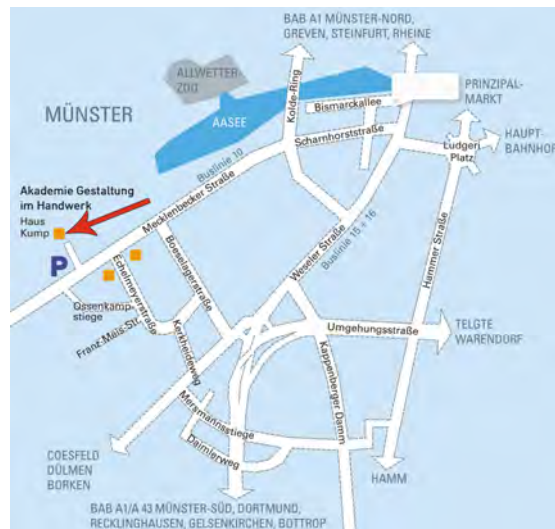 BAB A1 MÜNSTER-NORD,
GREVEN, STEINFURT, RHEINE
ALLWETTER-
ZOO
PRINZIPAL-
MARKT
MÜNSTER
AASEE
Kolde-Ring
Bismarckallee
Scharnhorststraße
Ludgeri
Platz
HAUPT-
BAHNHOF
Buslinie 10
Akademie Gestaltung
im Handwerk
Haus
Kump
Mecklenbecker Straße
Weseler Straße
Buslinie 15 + 16
Hammer Straße
P
Boeselagerstraße
Echelmeyerstraße
Ossenkamp-
stiege
Franz-Meis-Str.
Kerkheideweg
Umgehungsstraße
TELGTE
WARENDORF
Kappenberger Damm
Mersmannsstiege
Daimlerweg
COESFELD
DÜLMEN
BORKEN
HAMM
BAB A1/A 43 MÜNSTER-SÜD, DORTMUND,
RECKLINGHAUSEN, GELSENKIRCHEN, BOTTROP